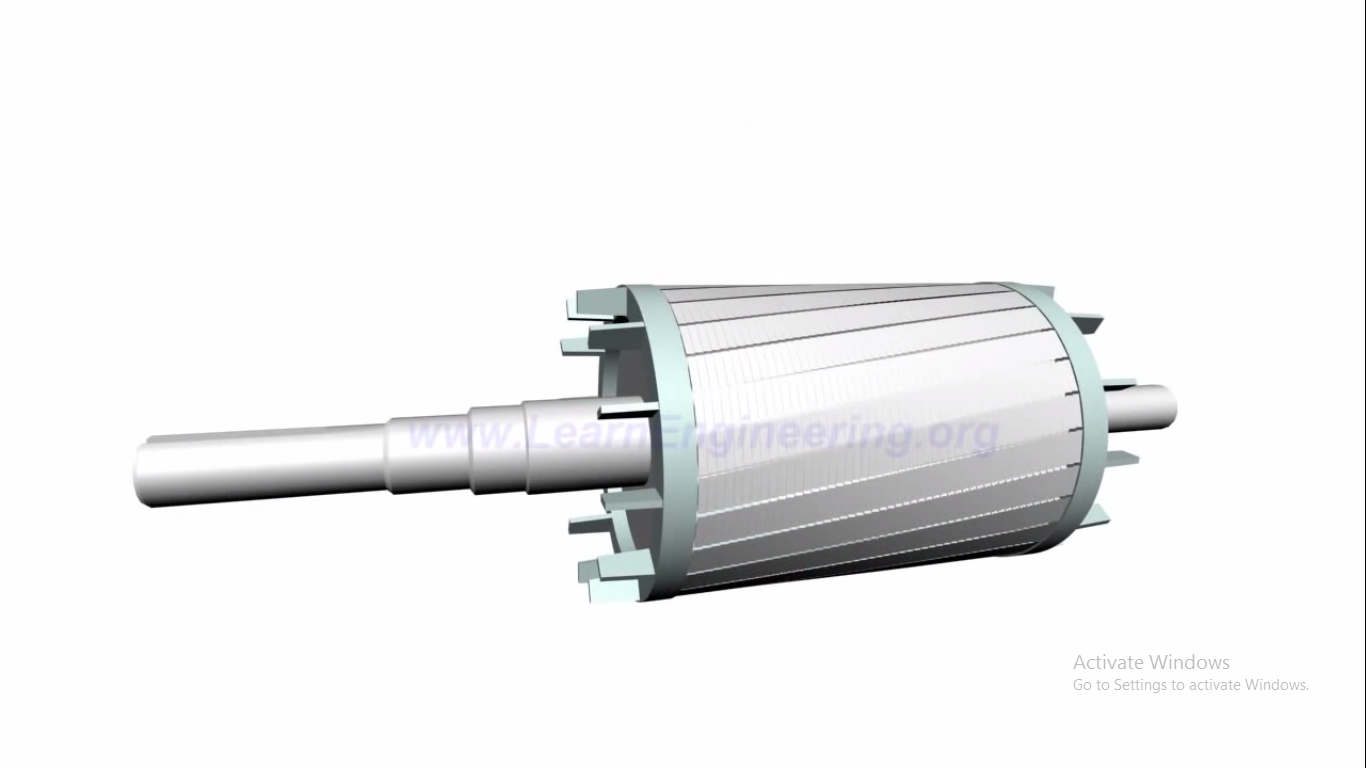 www.LearnEngineering.org
Activate Windows
Go to Settings to activate Windows.